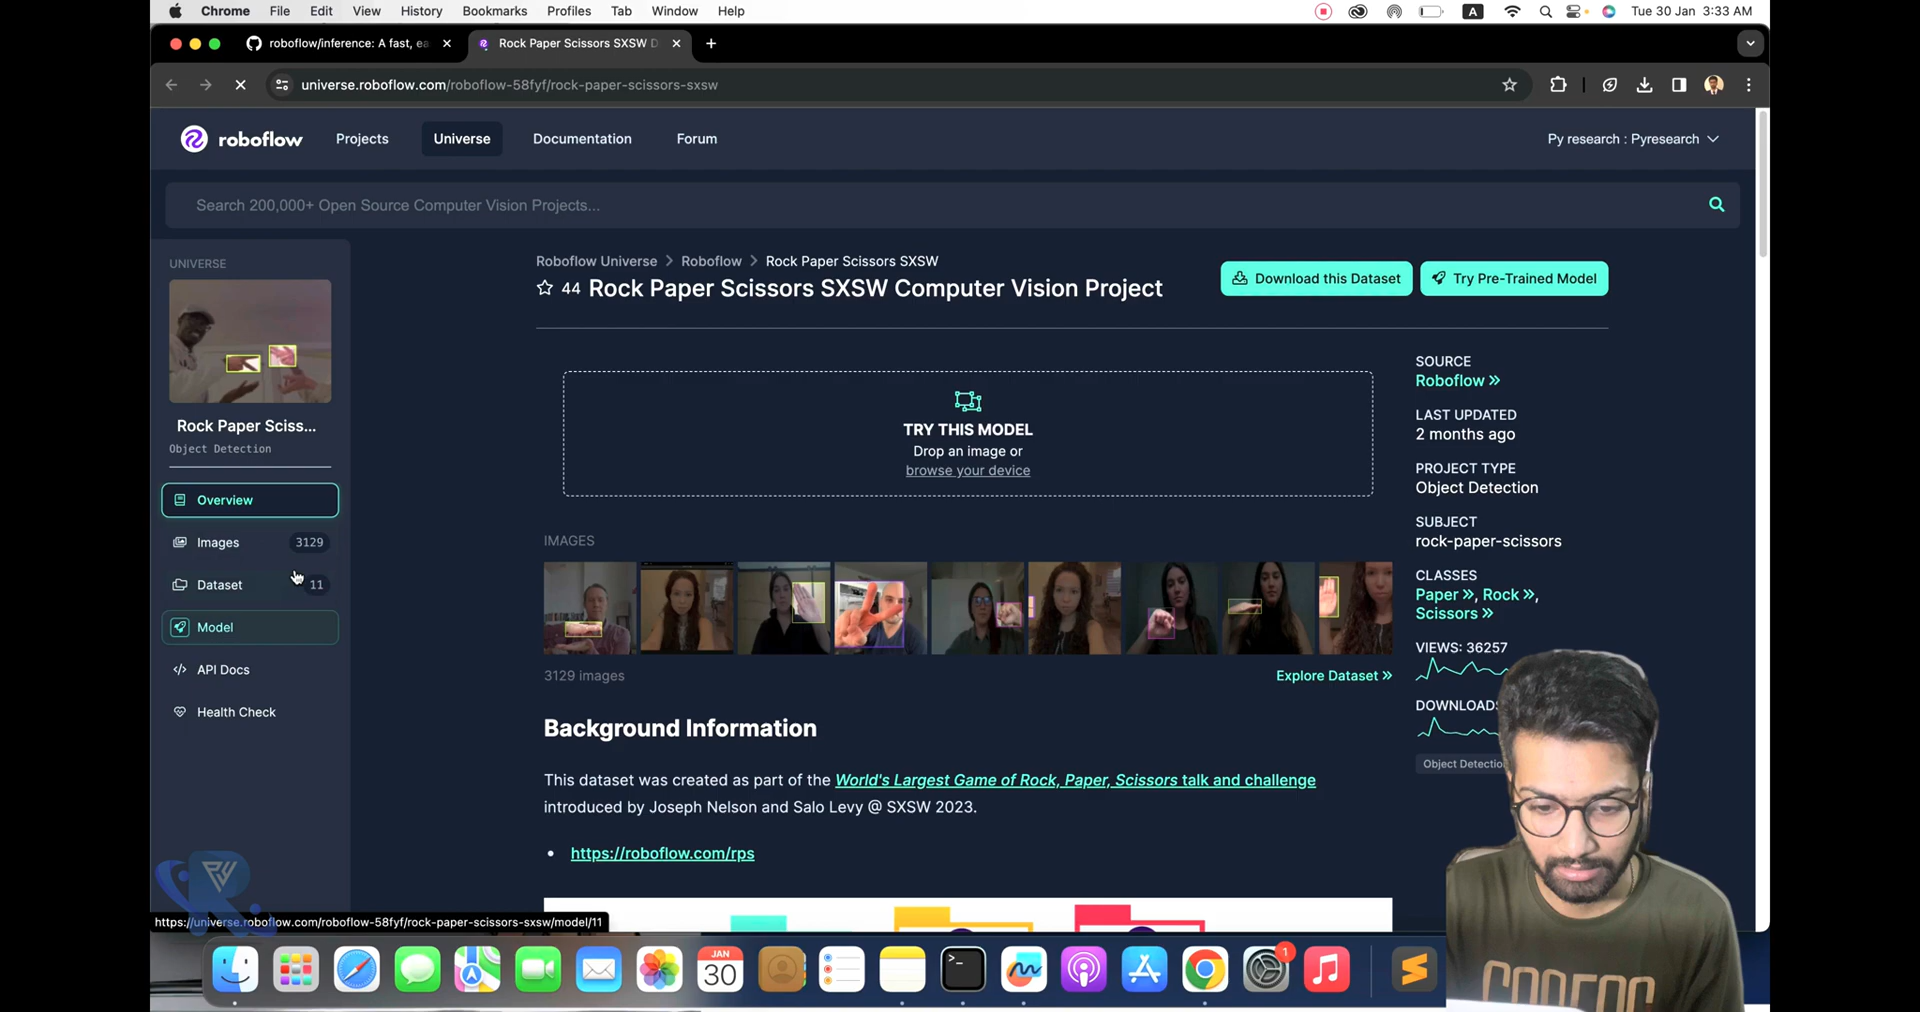 Chrome File Edit View History Bookmarks Profiles Tab Window Help
A Tue 30 Jan 3:33 AM
roboflow/inference: A fast, ea
Rock Paper Scissors SXSW D
universe.roboflow.com/roboflow-58fyf/rock-paper-scissors-sxsw
roboflow Projects Universe Documentation Forum Py research : Pyresearch
Search 200,000+ Open Source Computer Vision Projects...
UNIVERSE
Rock Paper Sciss...
Object Detection
Overview
Images 3129
Dataset 11
Model
API Docs
Health Check
Roboflow Universe > Roboflow > Rock Paper Scissors SXSW
44 Rock Paper Scissors SXSW Computer Vision Project
Download this Dataset
Try Pre-Trained Model
TRY THIS MODEL
Drop an image or
browse your device
IMAGES
3129 images
Explore Dataset »
Background Information
This dataset was created as part of the World's Largest Game of Rock, Paper, Scissors talk and challenge
introduced by Joseph Nelson and Salo Levy @ SXSW 2023.
• https://roboflow.com/rps
SOURCE
Roboflow »
LAST UPDATED
2 months ago
PROJECT TYPE
Object Detection
SUBJECT
rock-paper-scissors
CLASSES
Paper », Rock »,
Scissors »
VIEWS: 36257
DOWNLOADS
Object Detectio
https://universe.roboflow.com/roboflow-58fyf/rock-paper-scissors-sxsw/model/11
JAN
30
1